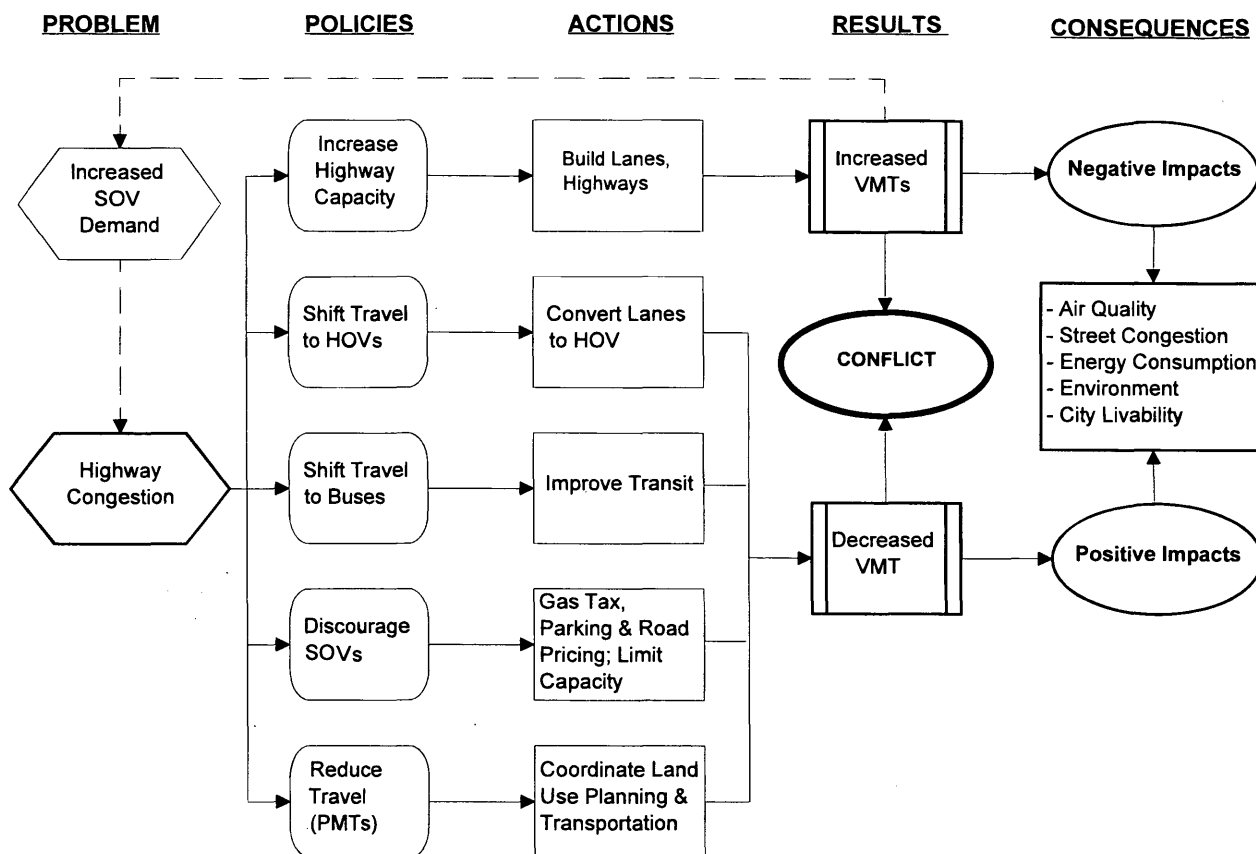 PROBLEM
POLICIES
ACTIONS
RESULTS
CONSEQUENCES
Increased
SOV
Demand
Increase
Highway
Capacity
Build Lanes,
Highways
Increased
VMTs
Negative Impacts
Shift Travel
to HOVs
Convert Lanes
to HOV
CONFLICT
- Air Quality
- Street Congestion
- Energy Consumption
- Environment
- City Livability
Highway
Congestion
Shift Travel
to Buses
Improve Transit
Decreased
VMT
Positive Impacts
Discourage
SOVs
Gas Tax,
Parking & Road
Pricing; Limit
Capacity
Reduce
Travel
(PMTs)
Coordinate Land
Use Planning &
Transportation